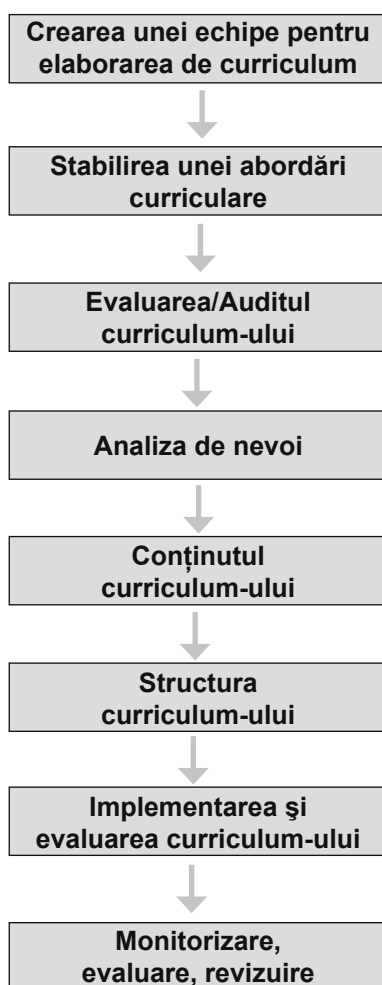 Crearea unei echipe pentru
elaborarea de curriculum
Stabilirea unei abordări
curriculare
Evaluarea/Auditul
curriculum-ului
Analiza de nevoi
Conținutul
curriculum-ului
Structura
curriculum-ului
Implementarea şi
evaluarea curriculum-ului
Monitorizare,
evaluare, revizuire